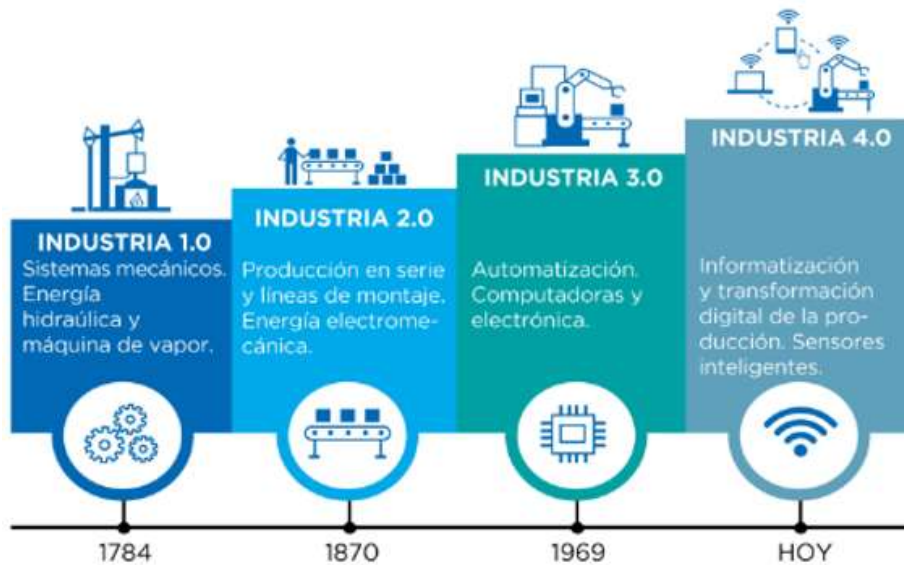 INDUSTRIA 1.0
Sistemas mecánicos.
Energía
hidraúlica y
máquina de vapor.
INDUSTRIA 2.0
Producción en serie
y líneas de montaje.
Energía electrome-
cánica.
INDUSTRIA 3.0
Automatización.
Computadoras y
electrónica.
INDUSTRIA 4.0
Informatización
y transformación
digital de la pro-
ducción. Sensores
inteligentes.
1784
1870
1969
HOY